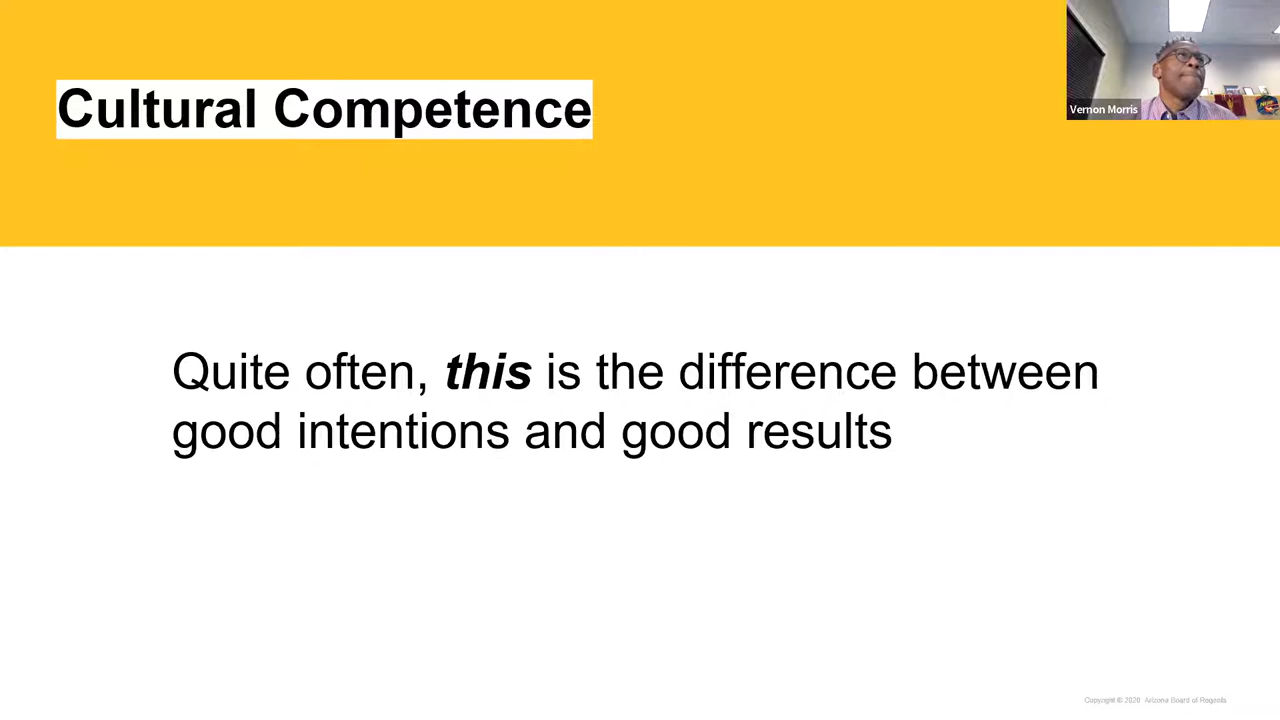 Cultural Competence
Vernon Morris
Quite often, this is the difference between
good intentions and good results
Copyright © 2020 Arizona Board of Regents